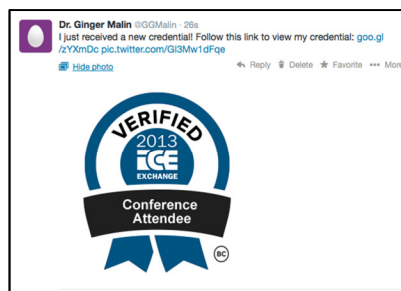 Dr. Ginger Malin @GGMalin · 26s
I just received a new credential! Follow this link to view my credential: goo.gl
/zYXmDc pic.twitter.com/Gl3Mw1dFqe
Hide photo Reply Delete Favorite More
VERIFIED
2013
ICE
EXCHANGE
Conference
Attendee
BC